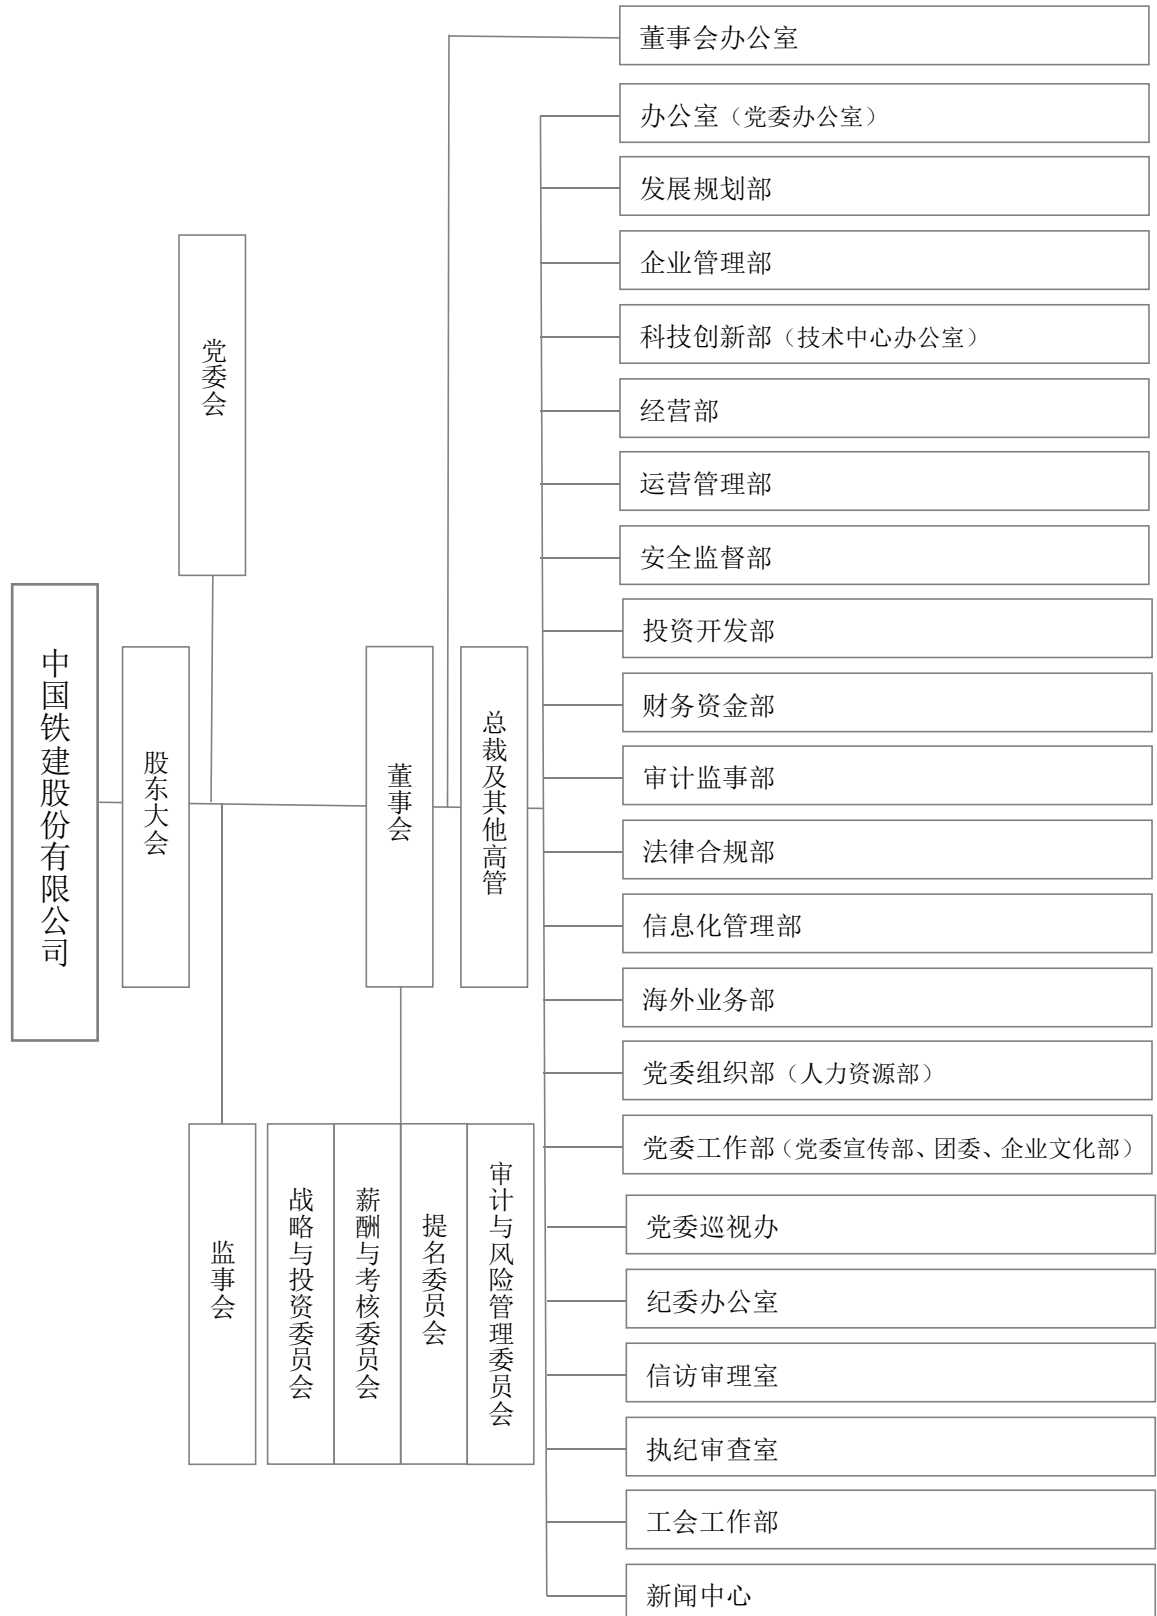 中国铁建股份有限公司
股东大会
党委会
监事会
董事会
战略与投资委员会
薪酬与考核委员会
提名委员会
审计与风险管理委员会
总裁及其他高管
董事会办公室
办公室（党委办公室）
发展规划部
企业管理部
科技创新部（技术中心办公室）
经营部
运营管理部
安全监督部
投资开发部
财务资金部
审计监事部
法律合规部
信息化管理部
海外业务部
党委组织部（人力资源部）
党委工作部（党委宣传部、团委、企业文化部）
党委巡视办
纪委办公室
信访审理室
执纪审查室
工会工作部
新闻中心